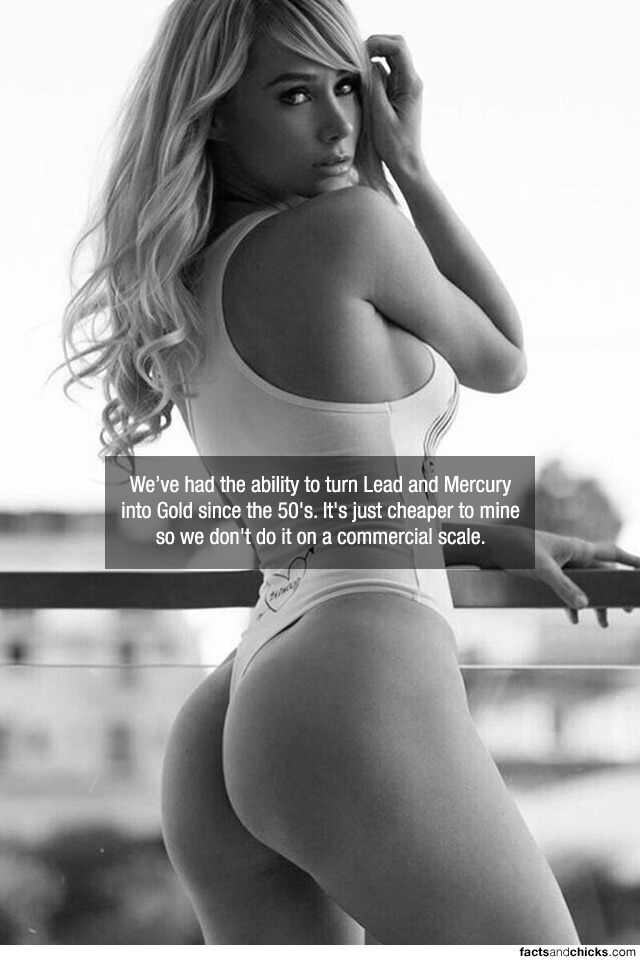 We've had the ability to turn Lead and Mercury
into Gold since the 50's. It's just cheaper to mine
so we don't do it on a commercial scale.
factsandchicks.com